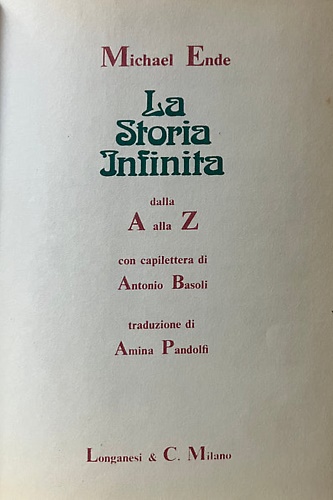 Michael Ende
La
Storia
Infinita
dalla
A alla Z
con capilettera di
Antonio Basoli
traduzione di
Amina Pandolfi
Longanesi & C. Milano